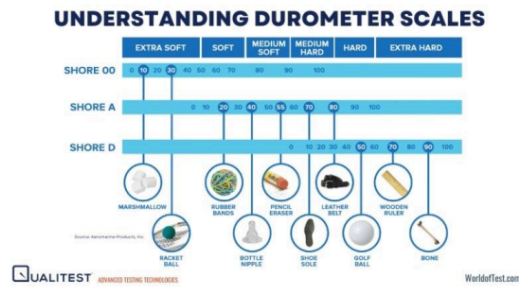 UNDERSTANDING DUROMETER SCALES
EXTRA SOFT SOFT MEDIUM SOFT MEDIUM HARD HARD EXTRA HARD
SHORE 00 0 10 20 30 40 50 60 70 80 90 100
SHORE A 0 10 20 30 40 50 55 60 70 80 90 100
SHORE D 0 10 20 30 40 50 60 70 80 90 100
MARSHMALLOW
RACKET BALL
RUBBER BANDS
BOTTLE NIPPLE
PENCIL ERASER
SHOE SOLE
LEATHER BELT
GOLF BALL
WOODEN RULER
BONE
QUALITEST ADVANCED TESTING TECHNOLOGIES
WorldofTest.com